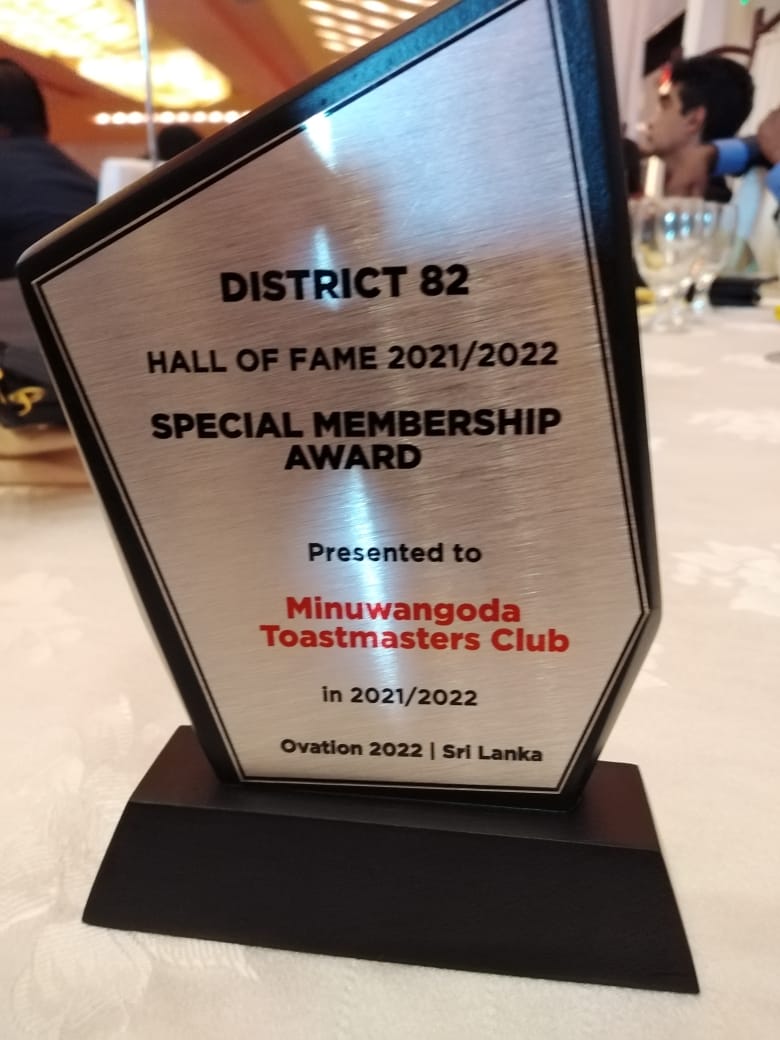 DISTRICT 82
HALL OF FAME 2021/2022
SPECIAL MEMBERSHIP
AWARD
Presented to
Minuwangoda
Toastmasters Club
in 2021/2022
Ovation 2022 | Sri Lanka